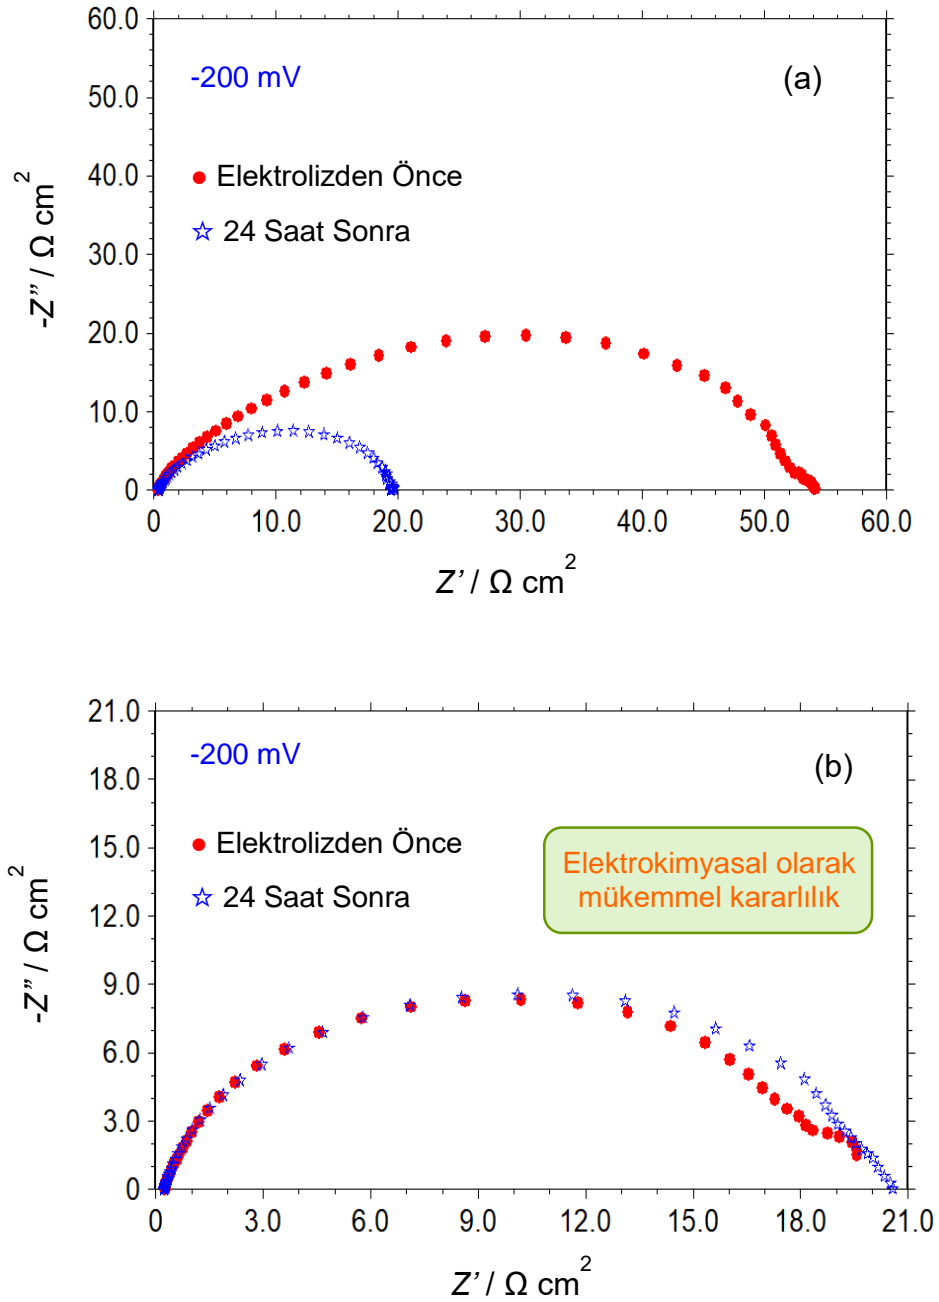 60.0
50.0
40.0
30.0
20.0
10.0
0
-200 mV
(a)
Elektrolizden Önce
24 Saat Sonra
-Z” / Ω cm2
0 10.0 20.0 30.0 40.0 50.0 60.0
Z’ / Ω cm2
21.0
18.0
15.0
12.0
9.0
6.0
3.0
0
-200 mV
(b)
Elektrolizden Önce
24 Saat Sonra
Elektrokimyasal olarak
mükemmel kararlılık
-Z” / Ω cm2
0 3.0 6.0 9.0 12.0 15.0 18.0 21.0
Z’ / Ω cm2